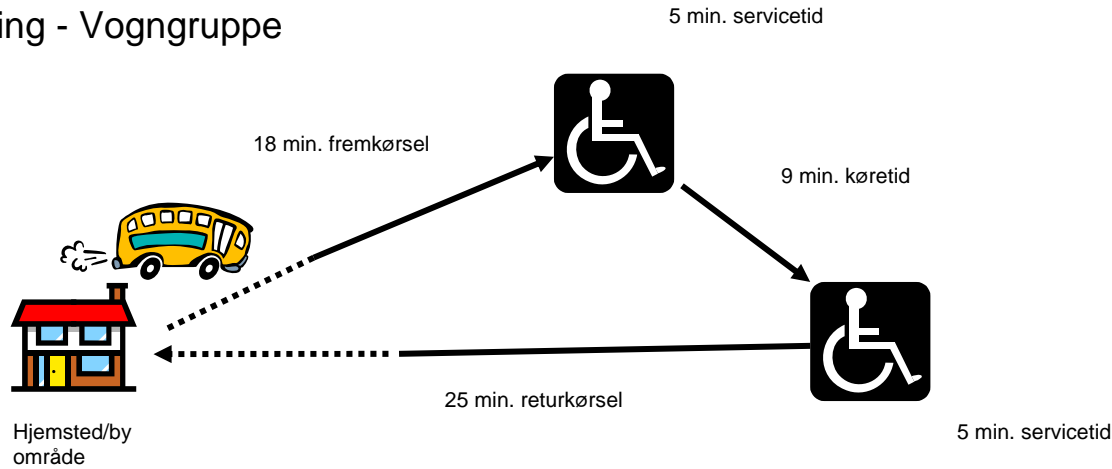 ing - Vogngruppe
5 min. servicetid
18 min. fremkørsel
9 min. køretid
25 min. returkørsel
Hjemsted/by
område
5 min. servicetid